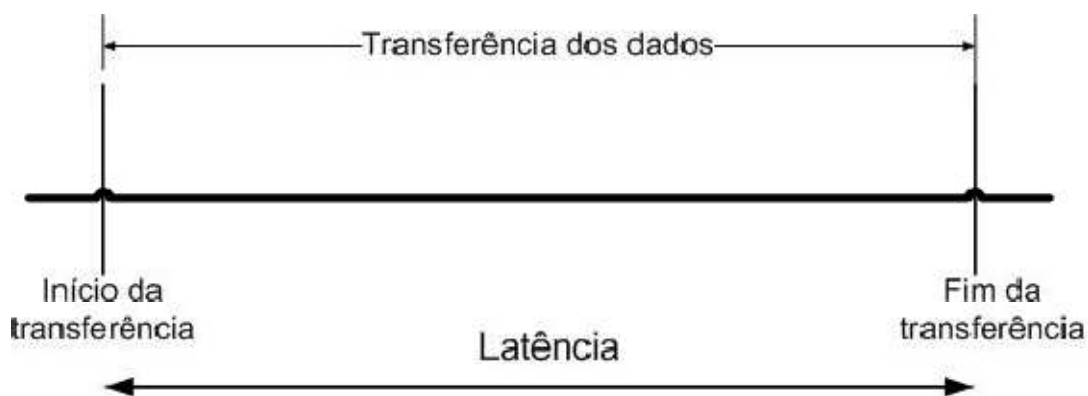 Transferência dos dados
Início da
transferência
Fim da
transferência
Latência